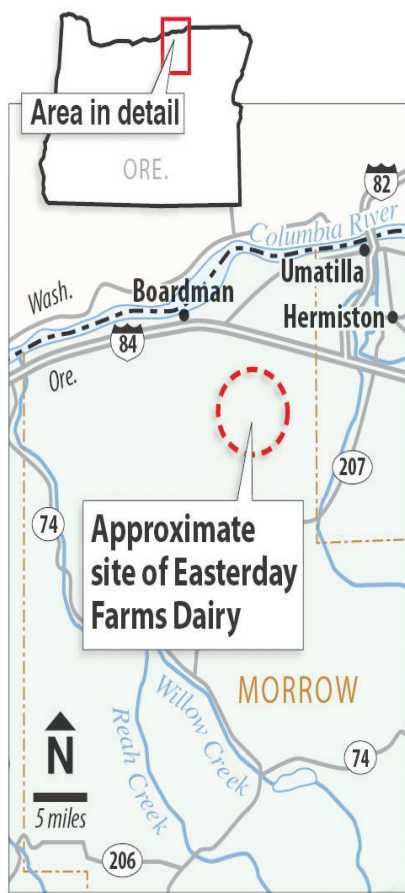 Area in detail
ORE.
82
Columbia River
Umatilla
Wash.
Boardman
Hermiston
84
Ore.
207
74
Approximate
site of Easterday
Farms Dairy
MORROW
Willow Creek
Reah Creek
N
74
5 miles
206